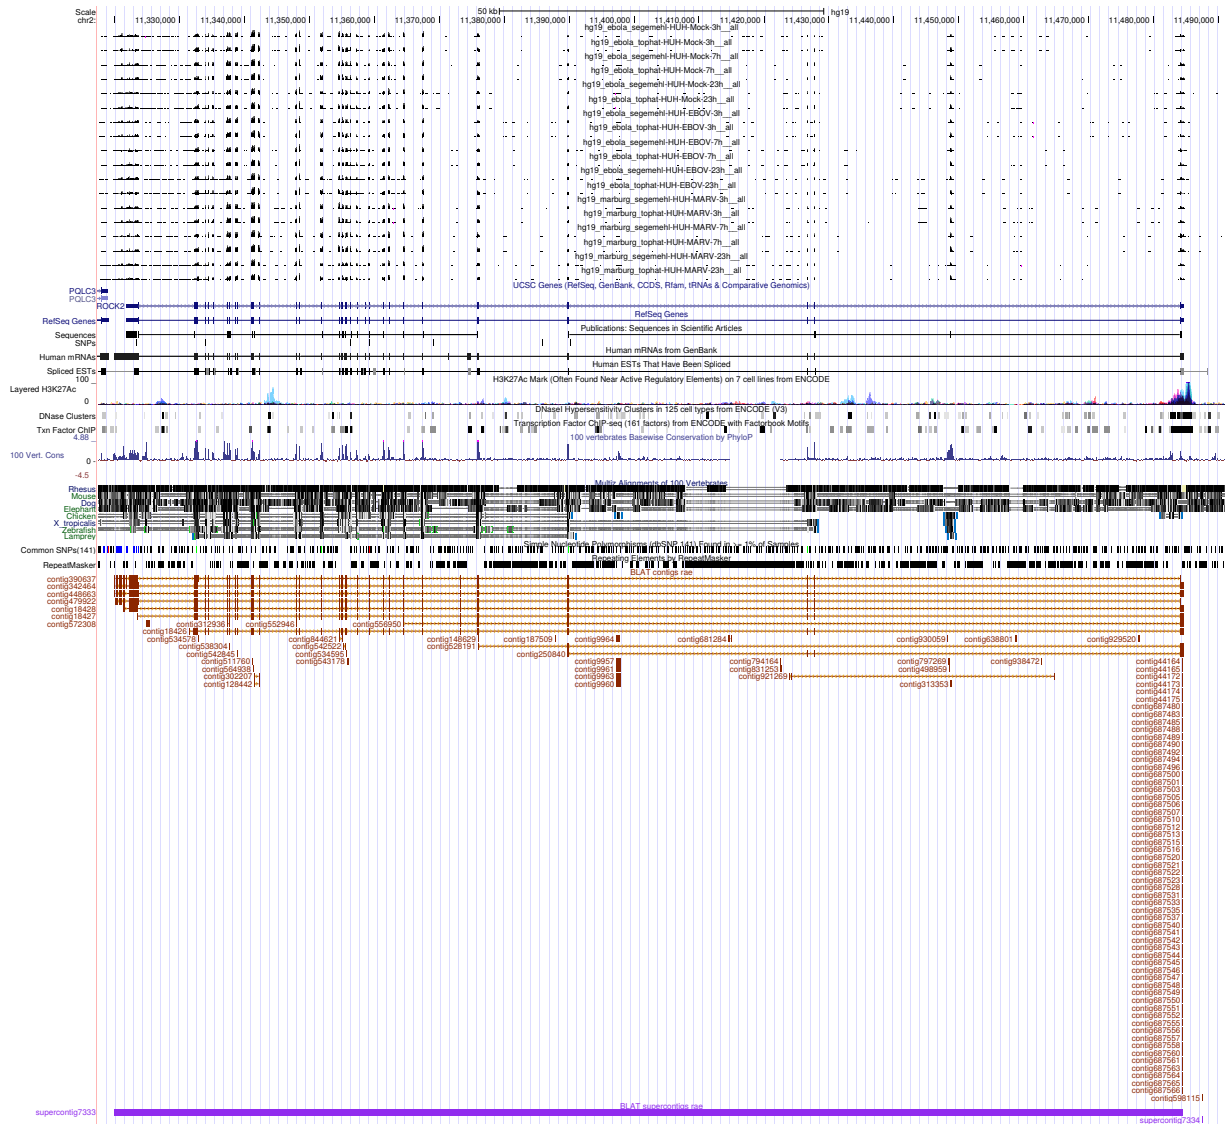 Scale 50 kb hg19
chr2: 11,330,000 11,340,000 11,350,000 11,360,000 11,370,000 11,380,000 11,390,000 11,400,000 11,410,000 11,420,000 11,430,000 11,440,000 11,450,000 11,460,000 11,470,000 11,480,000 11,490,000
hg19_ebola_segemehl-HUH-Mock-3h__all
hg19_ebola_tophat-HUH-Mock-3h__all
hg19_ebola_segemehl-HUH-Mock-7h__all
hg19_ebola_tophat-HUH-Mock-7h__all
hg19_ebola_segemehl-HUH-Mock-23h__all
hg19_ebola_tophat-HUH-Mock-23h__all
hg19_ebola_segemehl-HUH-EBOV-3h__all
hg19_ebola_tophat-HUH-EBOV-3h__all
hg19_ebola_segemehl-HUH-EBOV-7h__all
hg19_ebola_tophat-HUH-EBOV-7h__all
hg19_ebola_segemehl-HUH-EBOV-23h__all
hg19_ebola_tophat-HUH-EBOV-23h__all
hg19_marburg_segemehl-HUH-MARV-3h__all
hg19_marburg_tophat-HUH-MARV-3h__all
hg19_marburg_segemehl-HUH-MARV-7h__all
hg19_marburg_tophat-HUH-MARV-7h__all
hg19_marburg_segemehl-HUH-MARV-23h__all
hg19_marburg_tophat-HUH-MARV-23h__all
UCSC Genes (RefSeq, GenBank, CCDS, Rfam, tRNAs & Comparative Genomics)
PQLC3
PQLC3
ROCK2
RefSeq Genes
RefSeq Genes
Publications: Sequences in Scientific Articles
Sequences
SNPs
Human mRNAs from GenBank
Human mRNAs
Human ESTs That Have Been Spliced
Spliced ESTs
H3K27Ac Mark (Often Found Near Active Regulatory Elements) on 7 cell lines from ENCODE
100
Layered H3K27Ac
0
DNaseI Hypersensitivity Clusters in 125 cell types from ENCODE (V3)
DNase Clusters
Transcription Factor ChIP-seq (161 factors) from ENCODE with Factorbook Motifs
Txn Factor ChIP
100 vertebrates Basewise Conservation by PhyloP
4.88
100 Vert. Cons
0
-4.5
Multiz Alignments of 100 Vertebrates
Rhesus
Mouse
Dog
Elephant
Chicken
X_tropicalis
Zebrafish
Lamprey
Simple Nucleotide Polymorphisms (dbSNP 141) Found in >= 1% of Samples
Common SNPs(141)
Repeating Elements by RepeatMasker
RepeatMasker
BLAT contigs rae
contig390637
contig342464
contig448663
contig479922
contig18428
contig18427
contig572308 contig312936 contig552946 contig556950
contig18426
contig534578 contig844621 contig148629 contig187509 contig9964 contig681284 contig930059 contig638801 contig929520
contig538304 contig542522 contig528191
contig542845 contig534595 contig250840
contig511760 contig543178 contig9957 contig794164 contig797269 contig938472 contig44164
contig564938 contig9961 contig831253 contig498959 contig44165
contig302207 contig9963 contig921269 contig44172
contig128442 contig9960 contig313353 contig44173
contig44174
contig44175
contig687480
contig687483
contig687485
contig687488
contig687489
contig687490
contig687492
contig687494
contig687496
contig687500
contig687501
contig687503
contig687505
contig687506
contig687507
contig687510
contig687512
contig687513
contig687515
contig687516
contig687520
contig687521
contig687522
contig687523
contig687528
contig687531
contig687533
contig687535
contig687537
contig687540
contig687541
contig687542
contig687543
contig687544
contig687545
contig687546
contig687547
contig687548
contig687549
contig687550
contig687551
contig687552
contig687555
contig687556
contig687557
contig687558
contig687560
contig687561
contig687563
contig687564
contig687565
contig687566
contig598115
BLAT supercontigs rae
supercontig7333
supercontig7334